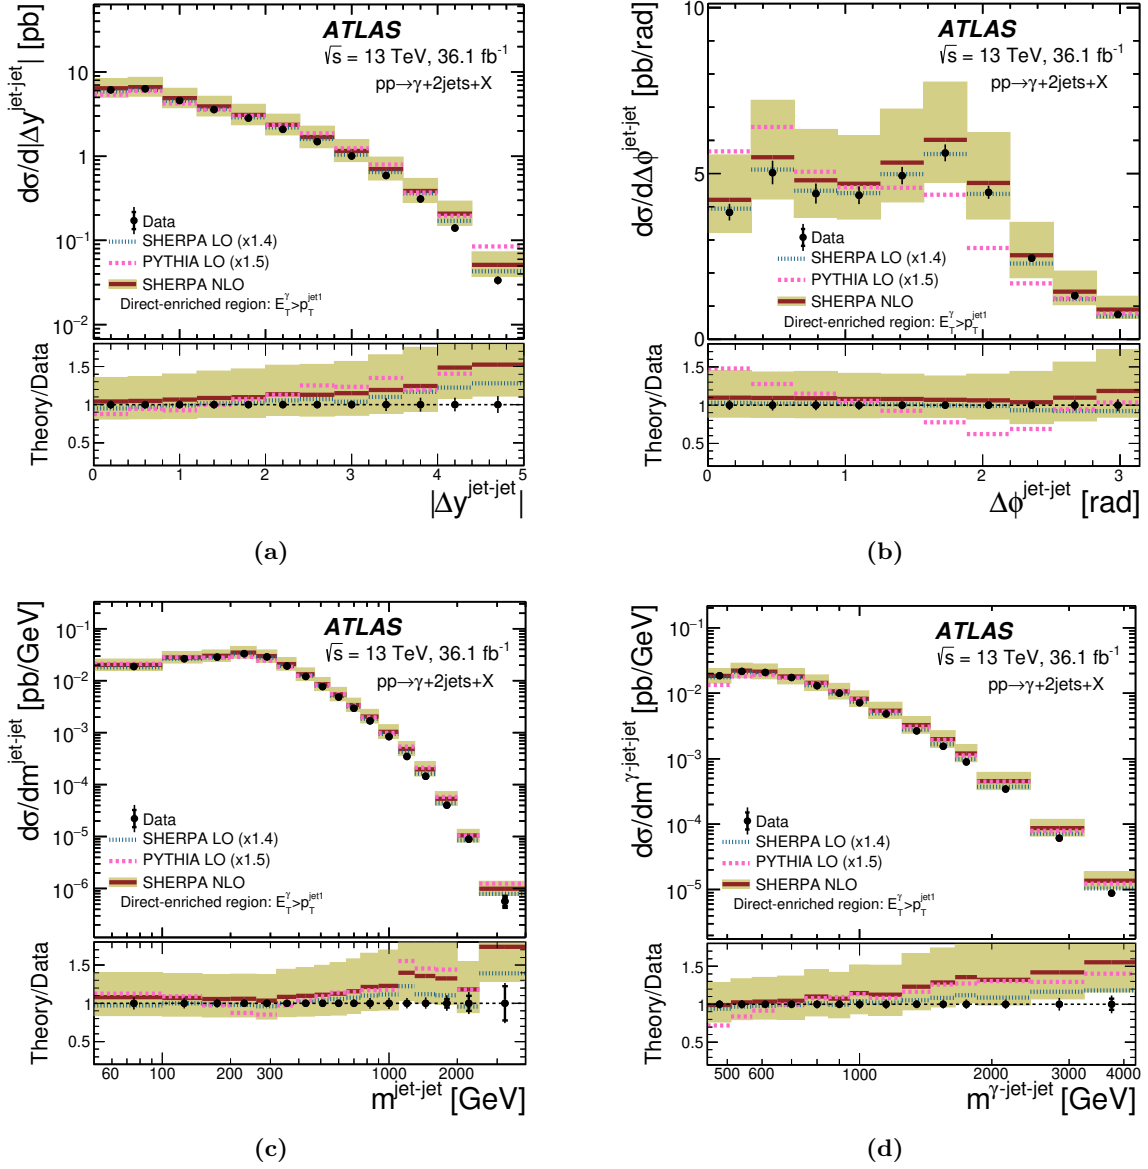 ATLAS
√s = 13 TeV, 36.1 fb⁻¹
pp→γ+2jets+X
dσ/d|Δy^jet-jet| [pb]
10
1
10⁻¹
10⁻²
Data
SHERPA LO (x1.4)
PYTHIA LO (x1.5)
SHERPA NLO
Direct-enriched region: E_T^γ>p_T^jet1
Theory/Data
1.5
1
0.5
0 1 2 3 4 5
|Δy^jet-jet|
(a)
ATLAS
√s = 13 TeV, 36.1 fb⁻¹
pp→γ+2jets+X
dσ/dΔϕ^jet-jet [pb/rad]
10
5
0
Data
SHERPA LO (x1.4)
PYTHIA LO (x1.5)
SHERPA NLO
Direct-enriched region: E_T^γ>p_T^jet1
Theory/Data
1.5
1
0.5
0 1 2 3
Δϕ^jet-jet [rad]
(b)
ATLAS
√s = 13 TeV, 36.1 fb⁻¹
pp→γ+2jets+X
dσ/dm^jet-jet [pb/GeV]
10⁻¹
10⁻²
10⁻³
10⁻⁴
10⁻⁵
10⁻⁶
Data
SHERPA LO (x1.4)
PYTHIA LO (x1.5)
SHERPA NLO
Direct-enriched region: E_T^γ>p_T^jet1
Theory/Data
1.5
1
0.5
60 100 200 300 1000 2000
m^jet-jet [GeV]
(c)
ATLAS
√s = 13 TeV, 36.1 fb⁻¹
pp→γ+2jets+X
dσ/dm^γ-jet-jet [pb/GeV]
10⁻¹
10⁻²
10⁻³
10⁻⁴
10⁻⁵
Data
SHERPA LO (x1.4)
PYTHIA LO (x1.5)
SHERPA NLO
Direct-enriched region: E_T^γ>p_T^jet1
Theory/Data
1.5
1
0.5
500 600 1000 2000 3000 4000
m^γ-jet-jet [GeV]
(d)